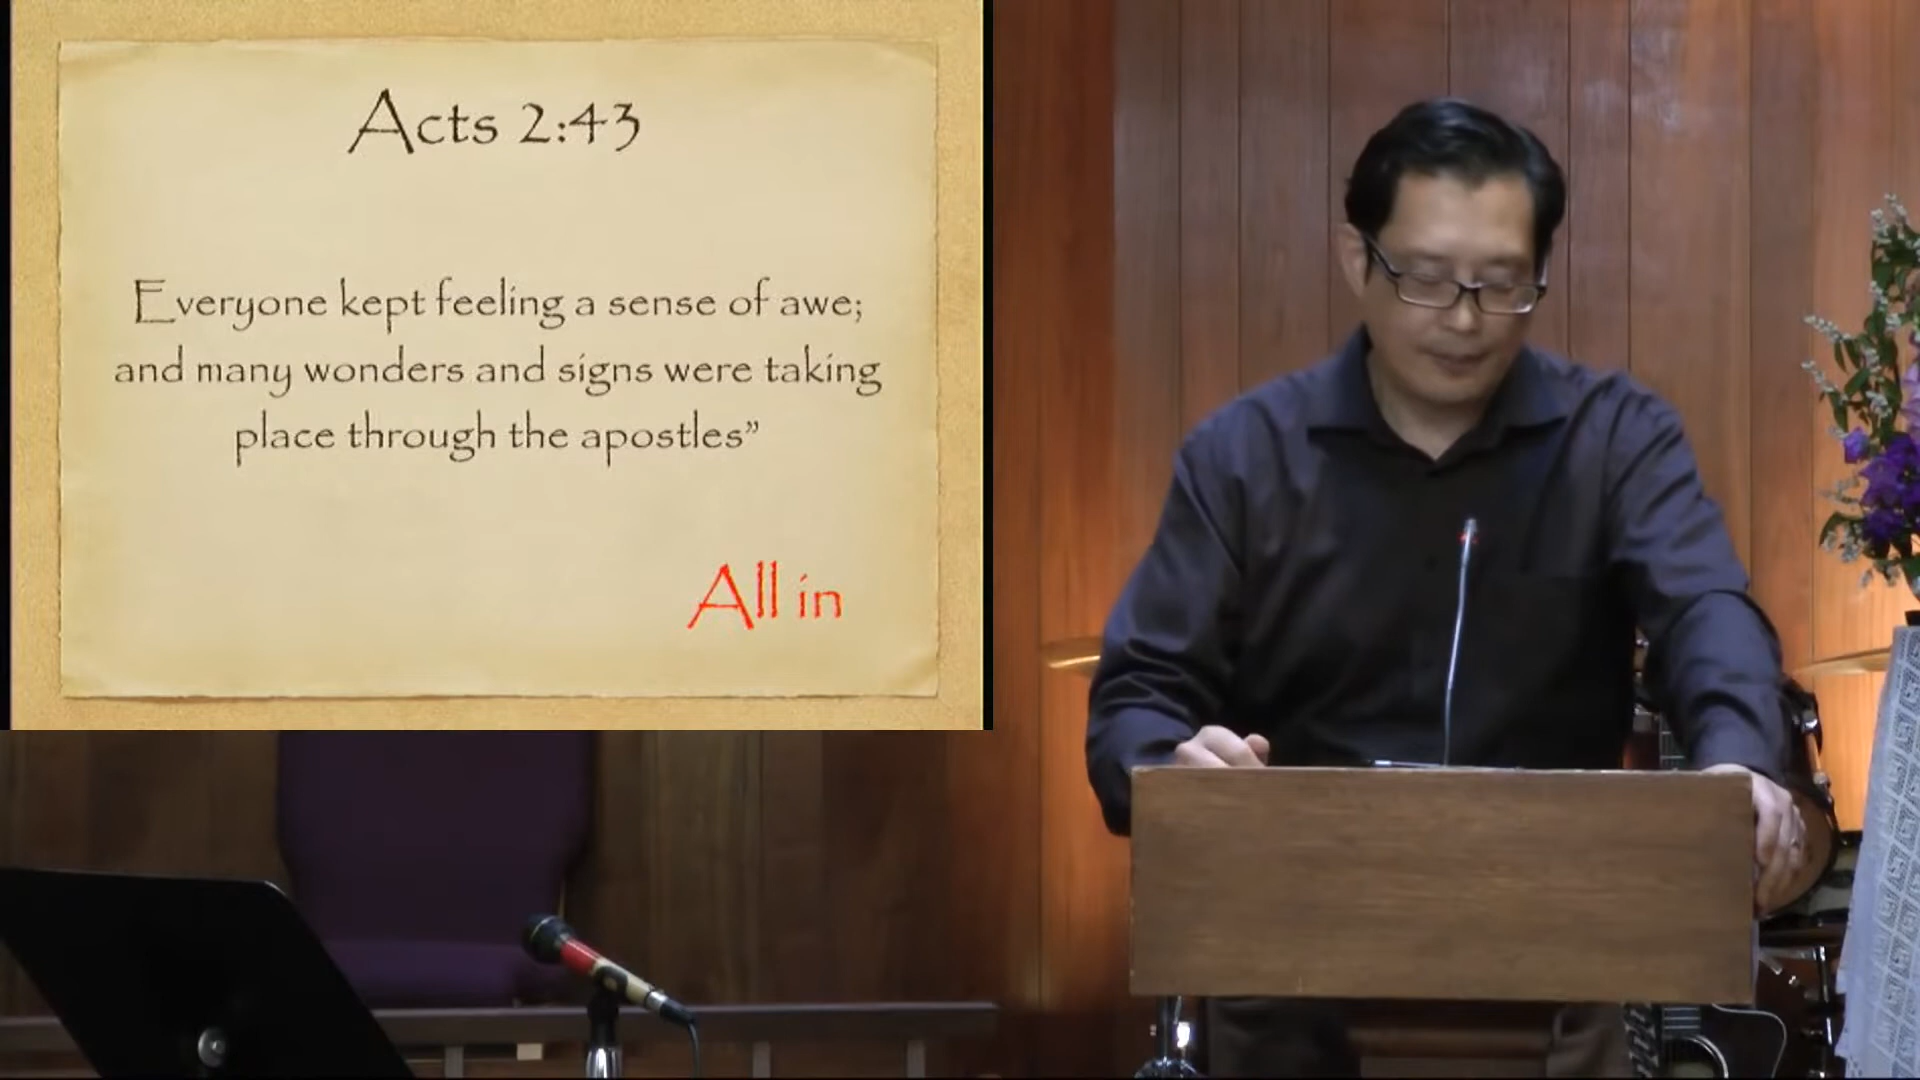 Acts 2:43
Everyone kept feeling a sense of awe;
and many wonders and signs were taking
place through the apostles”
All in